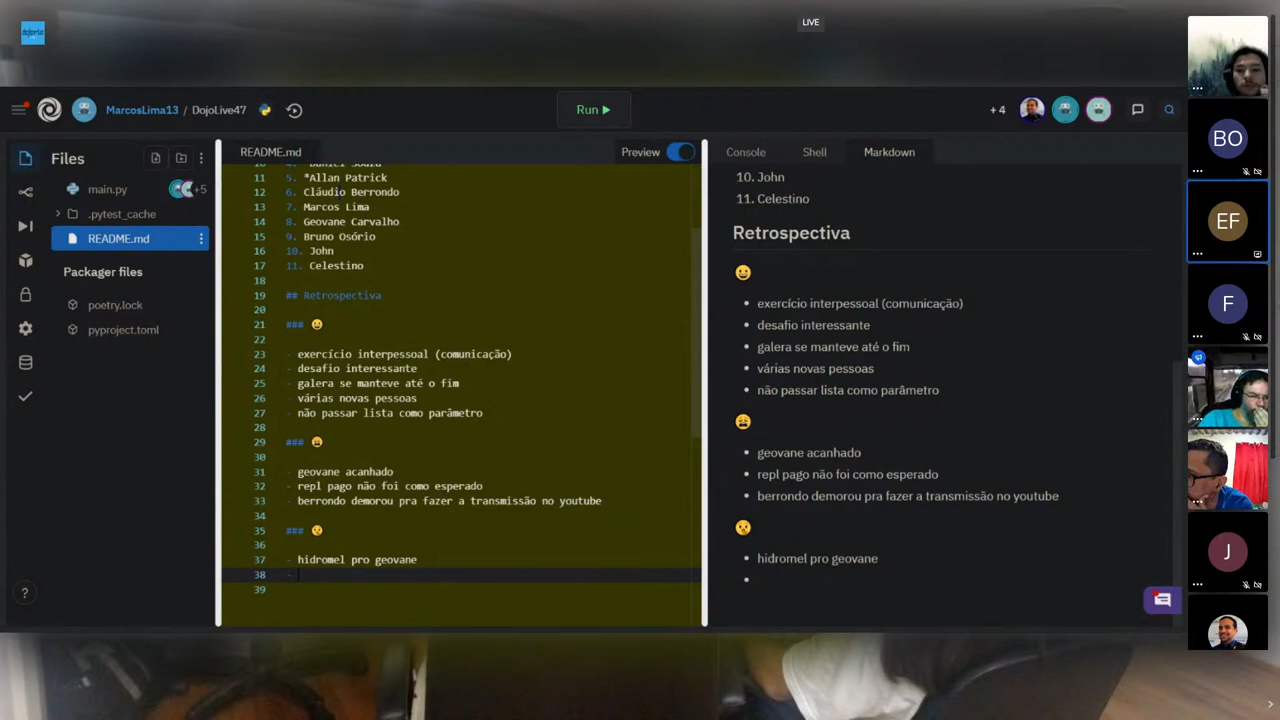 dojorio
LIVE
MarcosLima13 / DojoLive47
Run
+ 4
Files
main.py
+5
.pytest_cache
README.md
Packager files
poetry.lock
pyproject.toml
?
README.md
Preview
10 4. *Daniel Souza
11 5. *Allan Patrick
12 6. Cláudio Berrondo
13 7. Marcos Lima
14 8. Geovane Carvalho
15 9. Bruno Osório
16 10. John
17 11. Celestino
18
19 ## Retrospectiva
20
21 ### 😀
22
23 - exercício interpessoal (comunicação)
24 - desafio interessante
25 - galera se manteve até o fim
26 - várias novas pessoas
27 - não passar lista como parâmetro
28
29 ### 😩
30
31 - geovane acanhado
32 - repl pago não foi como esperado
33 - berrondo demorou pra fazer a transmissão no youtube
34
35 ### 🤫
36
37 - hidromel pro geovane
38 -
39
Console
Shell
Markdown
10. John
11. Celestino
Retrospectiva
😀
• exercício interpessoal (comunicação)
• desafio interessante
• galera se manteve até o fim
• várias novas pessoas
• não passar lista como parâmetro
😩
• geovane acanhado
• repl pago não foi como esperado
• berrondo demorou pra fazer a transmissão no youtube
🤫
• hidromel pro geovane
•
BO
EF
F
J